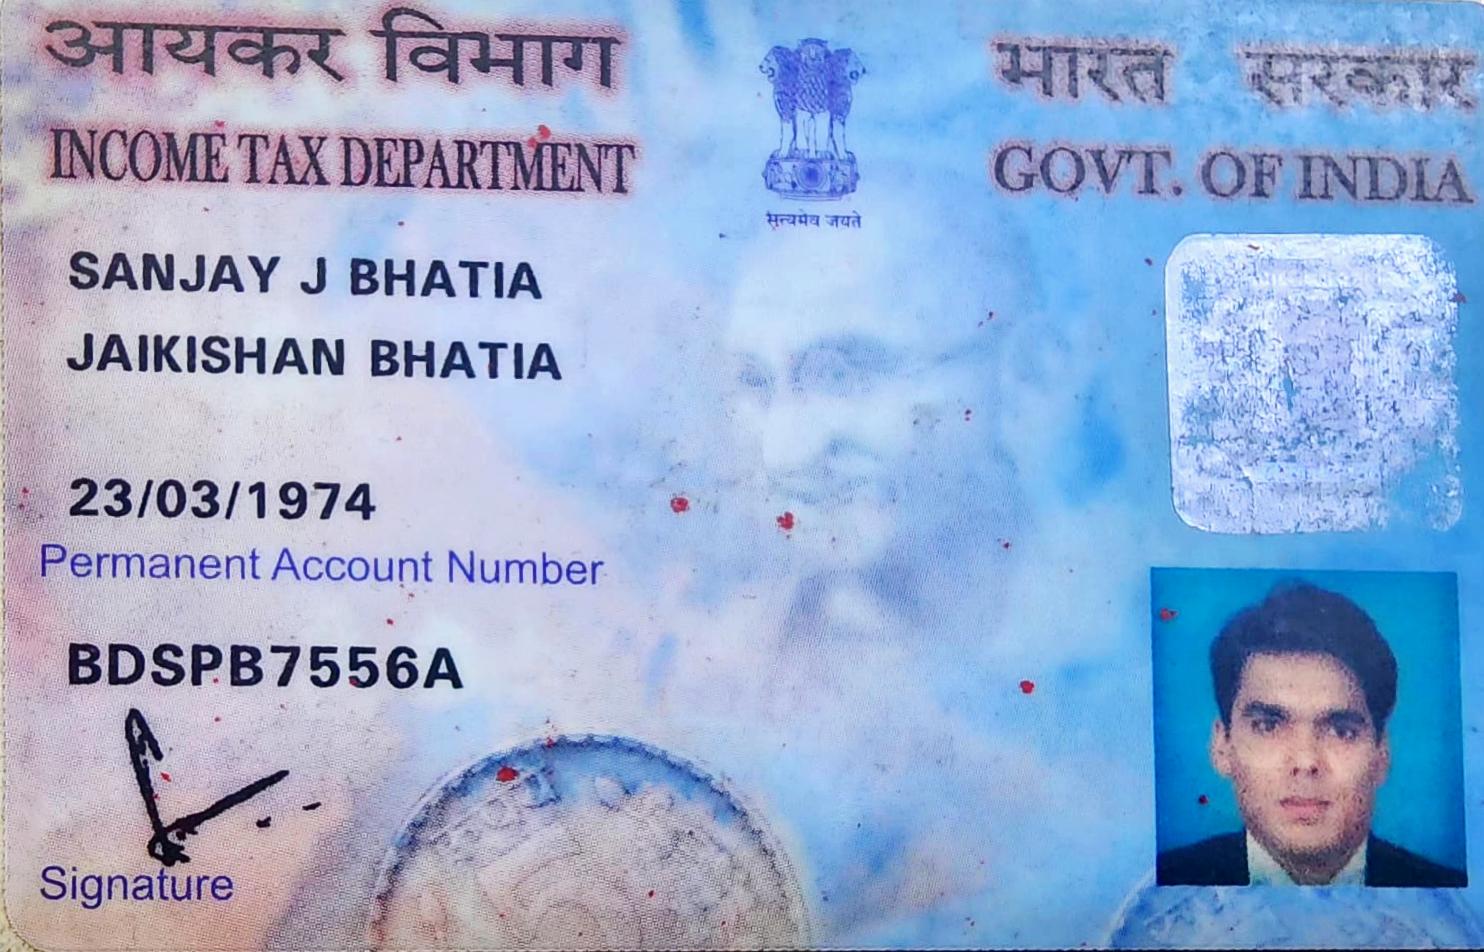 आयकर विभाग
INCOME TAX DEPARTMENT
भारत सरकार
GOVT. OF INDIA
सत्यमेव जयते
SANJAY J BHATIA
JAIKISHAN BHATIA
23/03/1974
Permanent Account Number
BDSPB7556A
Signature